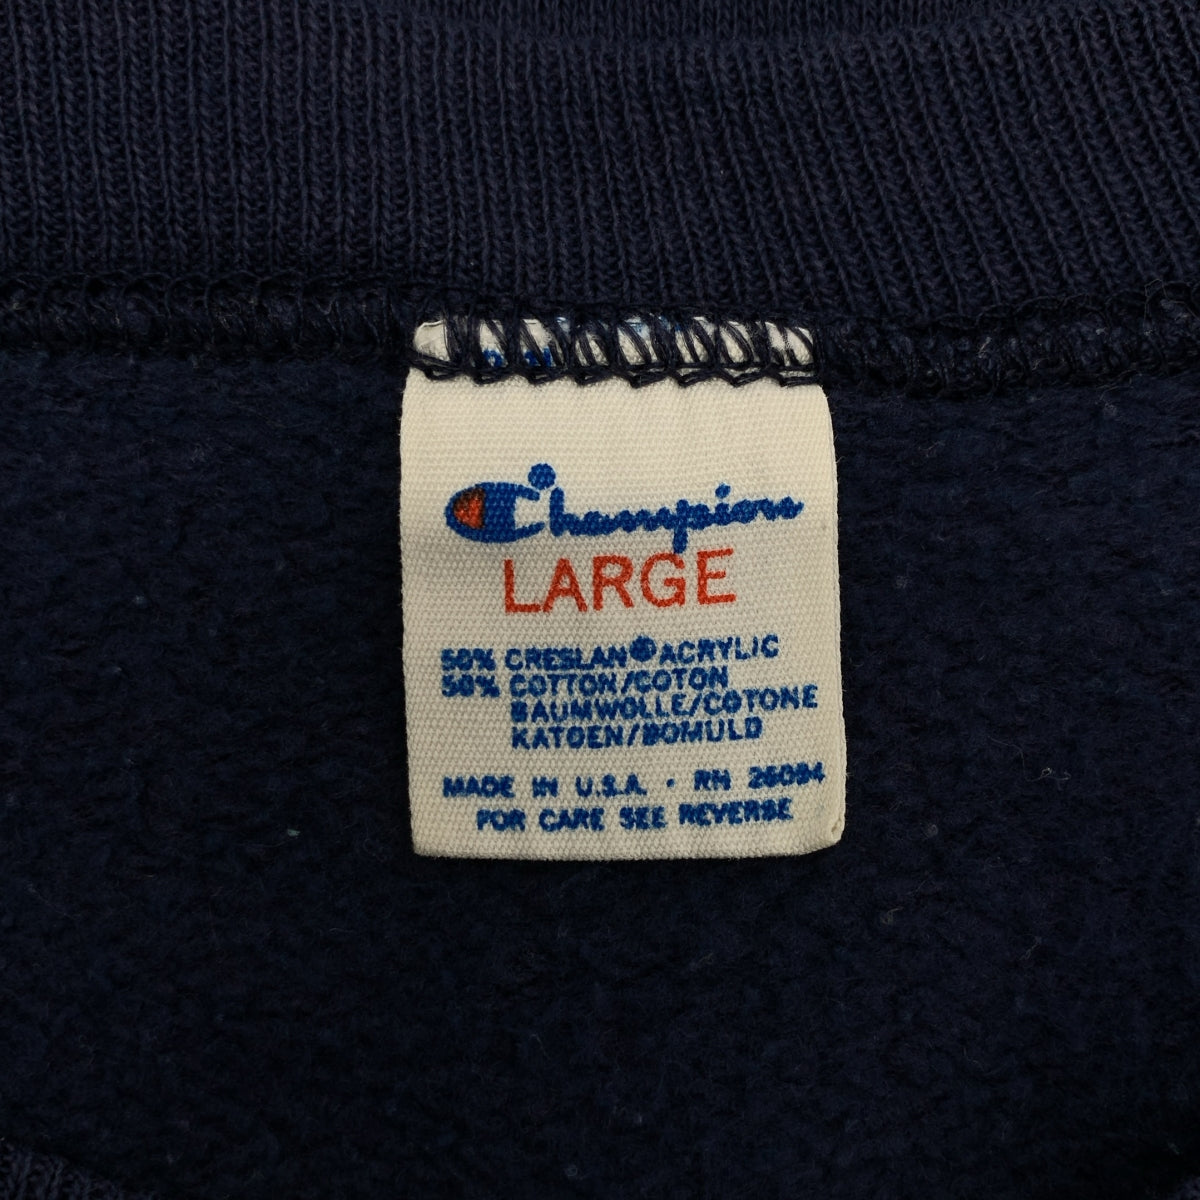 Champion
LARGE
50% CRESLAN® ACRYLIC
50% COTTON/COTON
BAUMWOLLE/COTONE
KATOEN/BOMULD
MADE IN U.S.A. · RN 26094
FOR CARE SEE REVERSE